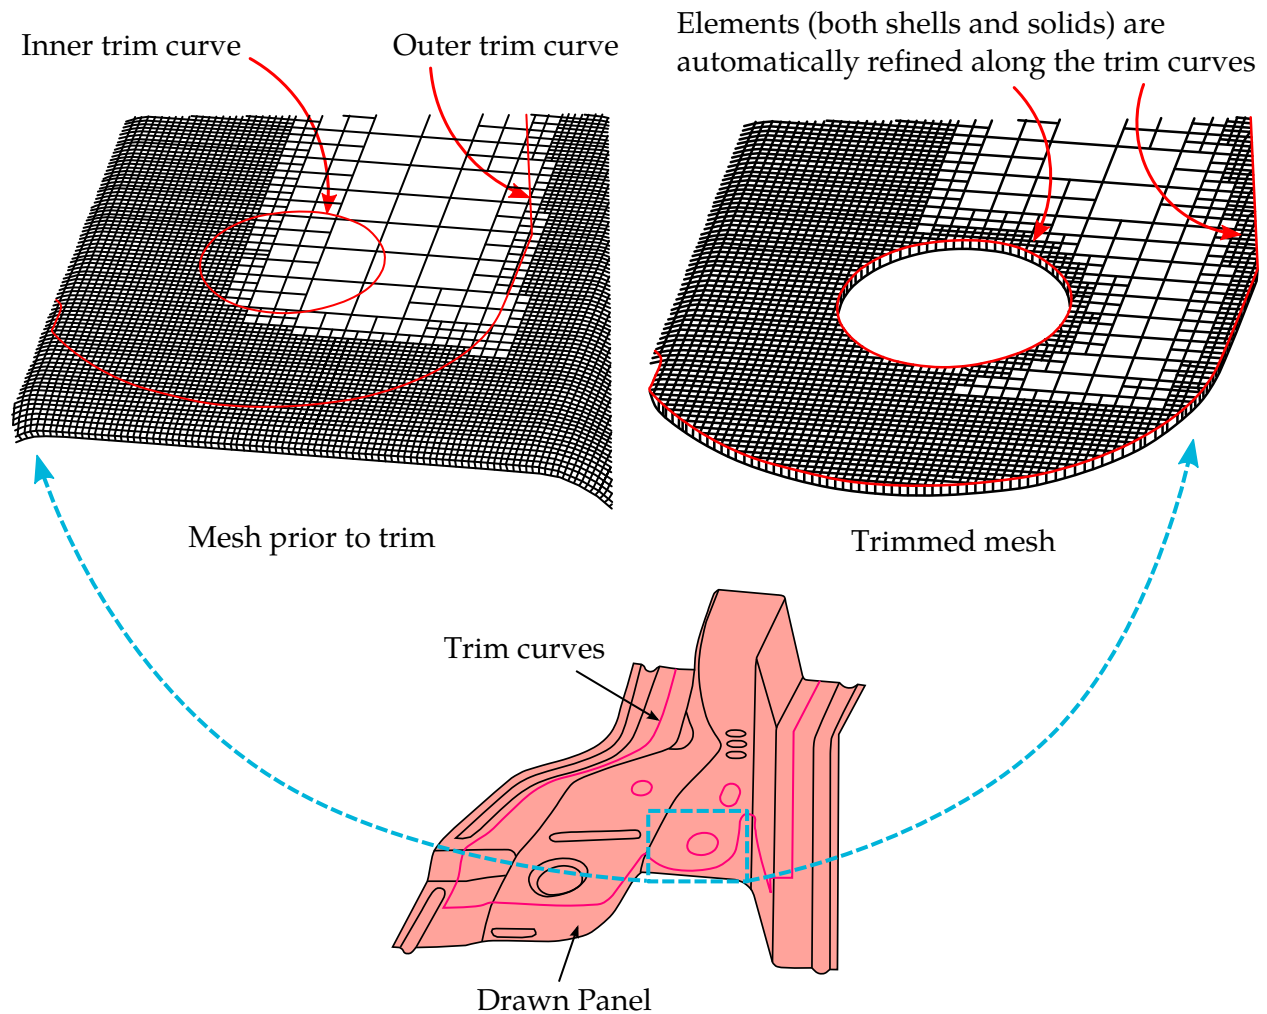 Inner trim curve
Outer trim curve
Elements (both shells and solids) are
automatically refined along the trim curves
Mesh prior to trim
Trimmed mesh
Trim curves
Drawn Panel